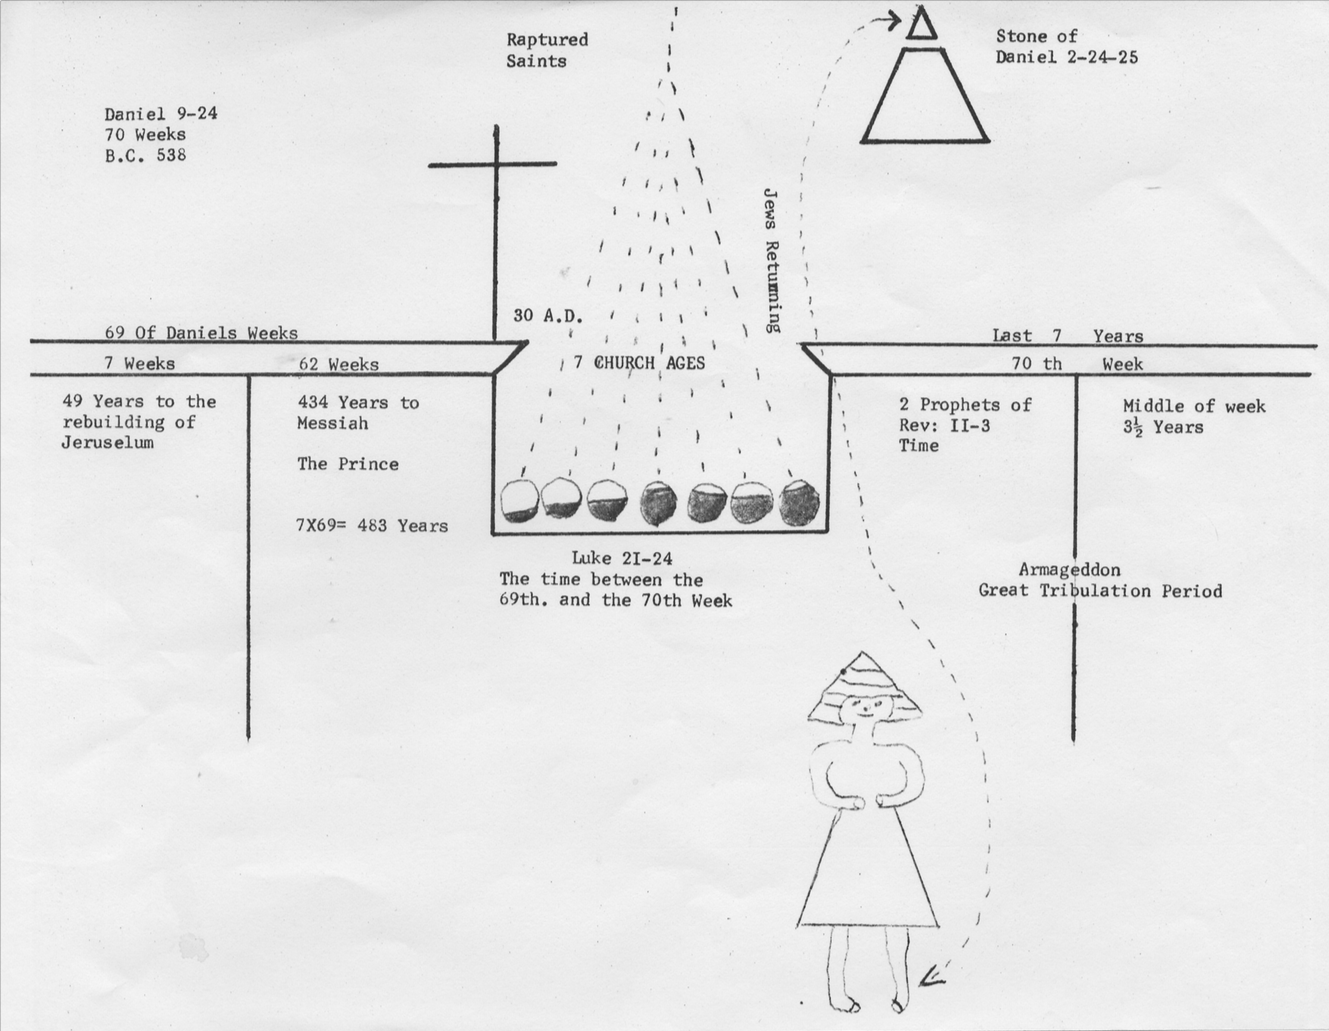 Raptured
Saints
Stone of
Daniel 2-24-25
Daniel 9-24
70 Weeks
B.C. 538
Jews Returning
30 A.D.
69 Of Daniels Weeks
7 Weeks
62 Weeks
7 CHURCH AGES
Last 7 Years
70 th Week
49 Years to the
rebuilding of
Jeruselum
434 Years to
Messiah
The Prince
7X69= 483 Years
2 Prophets of
Rev: II-3
Time
Middle of week
3½ Years
Luke 2I-24
The time between the
69th. and the 70th Week
Armageddon
Great Tribulation Period